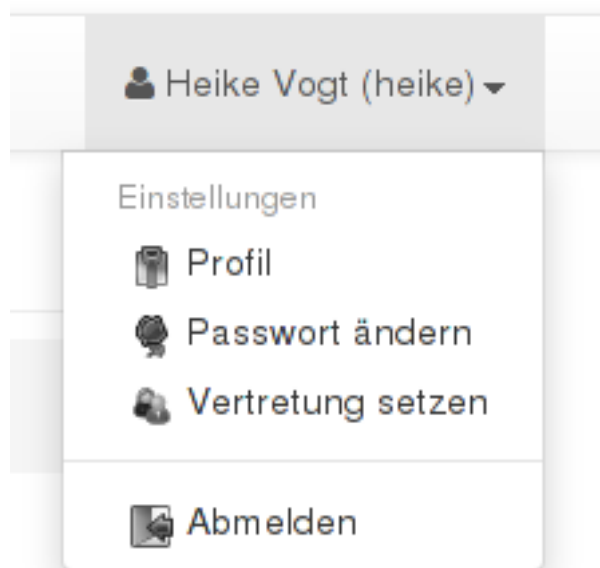 Heike Vogt (heike)
Einstellungen
Profil
Passwort ändern
Vertretung setzen
Abmelden